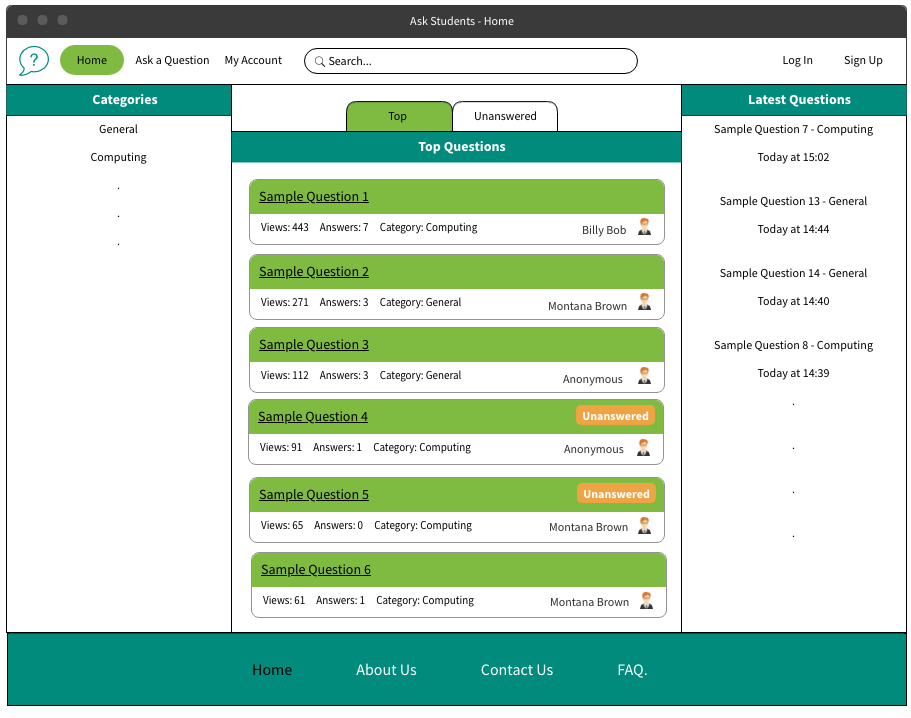 Ask Students - Home
?
Home Ask a Question My Account Search... Log In Sign Up
Categories
General
Computing
.
.
.
Top Unanswered
Top Questions
Sample Question 1
Views: 443 Answers: 7 Category: Computing Billy Bob
Sample Question 2
Views: 271 Answers: 3 Category: General Montana Brown
Sample Question 3
Views: 112 Answers: 3 Category: General Anonymous
Sample Question 4 Unanswered
Views: 91 Answers: 1 Category: Computing Anonymous
Sample Question 5 Unanswered
Views: 65 Answers: 0 Category: Computing Montana Brown
Sample Question 6
Views: 61 Answers: 1 Category: Computing Montana Brown
Latest Questions
Sample Question 7 - Computing
Today at 15:02
Sample Question 13 - General
Today at 14:44
Sample Question 14 - General
Today at 14:40
Sample Question 8 - Computing
Today at 14:39
.
.
.
.
Home About Us Contact Us FAQ.